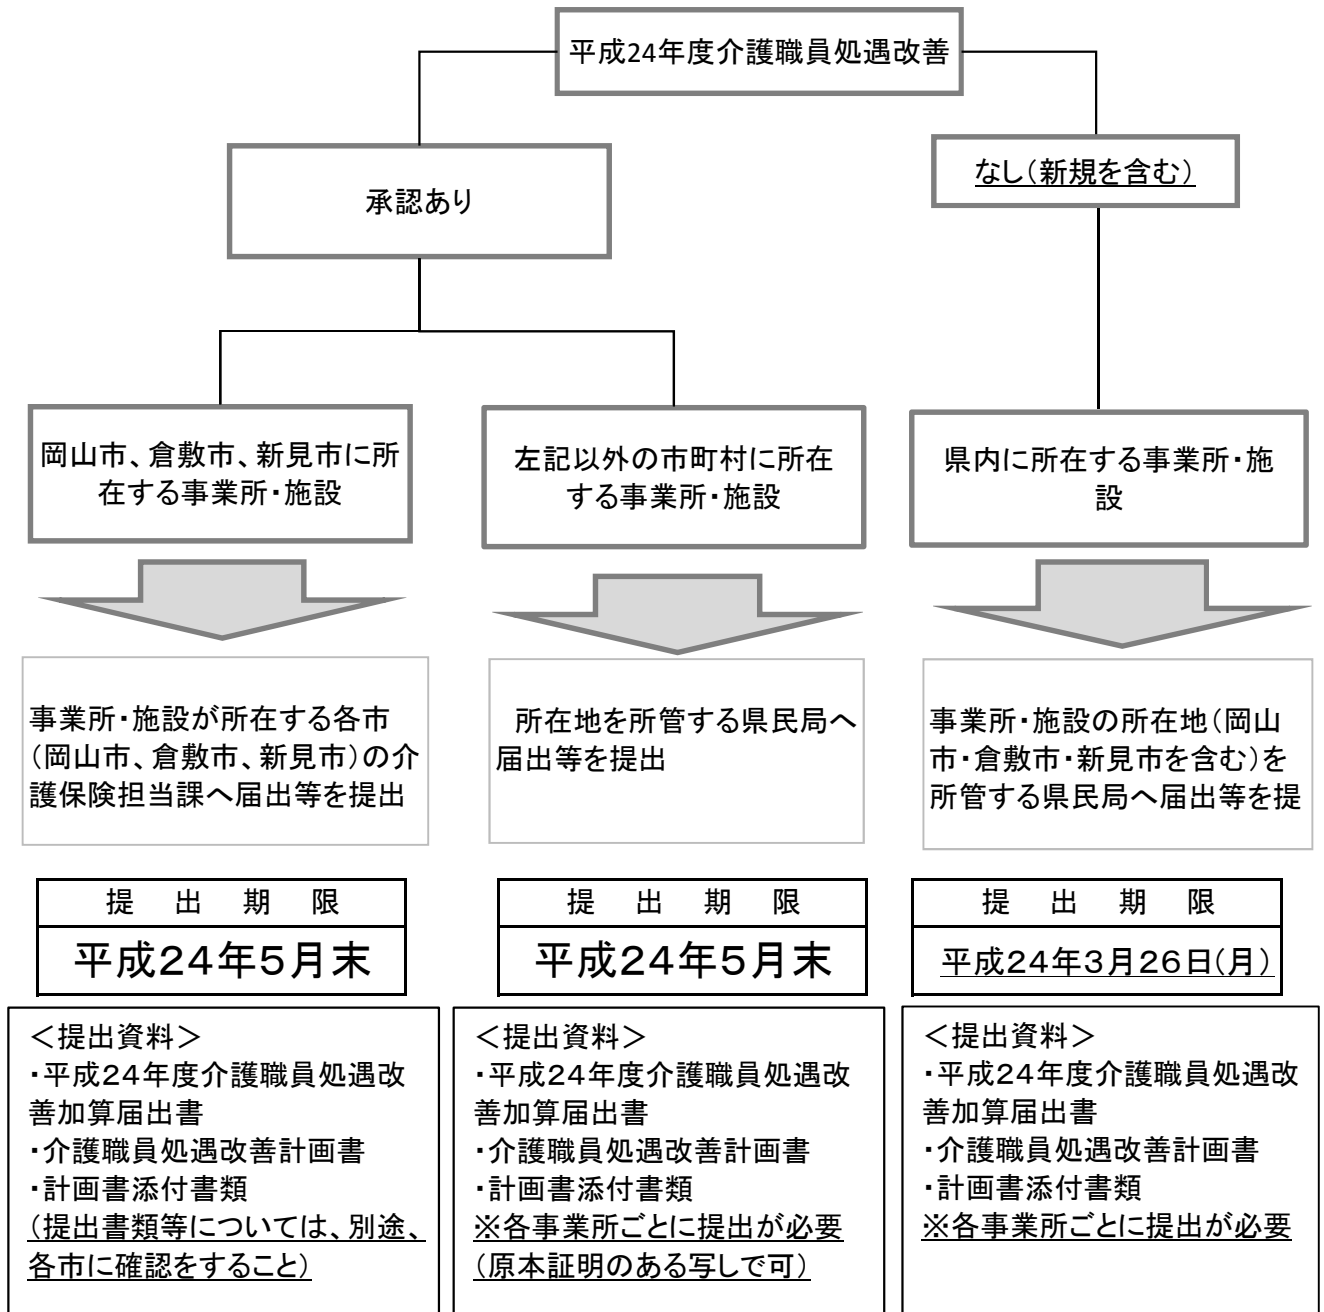 平成24年度介護職員処遇改善
承認あり
なし(新規を含む)
岡山市、倉敷市、新見市に所
在する事業所・施設
左記以外の市町村に所在
する事業所・施設
県内に所在する事業所・施
設
事業所・施設が所在する各市
(岡山市、倉敷市、新見市)の介
護保険担当課へ届出等を提出
所在地を所管する県民局へ
届出等を提出
事業所・施設の所在地(岡山
市・倉敷市・新見市を含む)を
所管する県民局へ届出等を提
提 出 期 限
平成24年5月末
提 出 期 限
平成24年5月末
提 出 期 限
平成24年3月26日(月)
<提出資料>
・平成24年度介護職員処遇改
善加算届出書
・介護職員処遇改善計画書
・計画書添付書類
(提出書類等については、別途、
各市に確認をすること)
<提出資料>
・平成24年度介護職員処遇改
善加算届出書
・介護職員処遇改善計画書
・計画書添付書類
※各事業所ごとに提出が必要
(原本証明のある写しで可)
<提出資料>
・平成24年度介護職員処遇改
善加算届出書
・介護職員処遇改善計画書
・計画書添付書類
※各事業所ごとに提出が必要